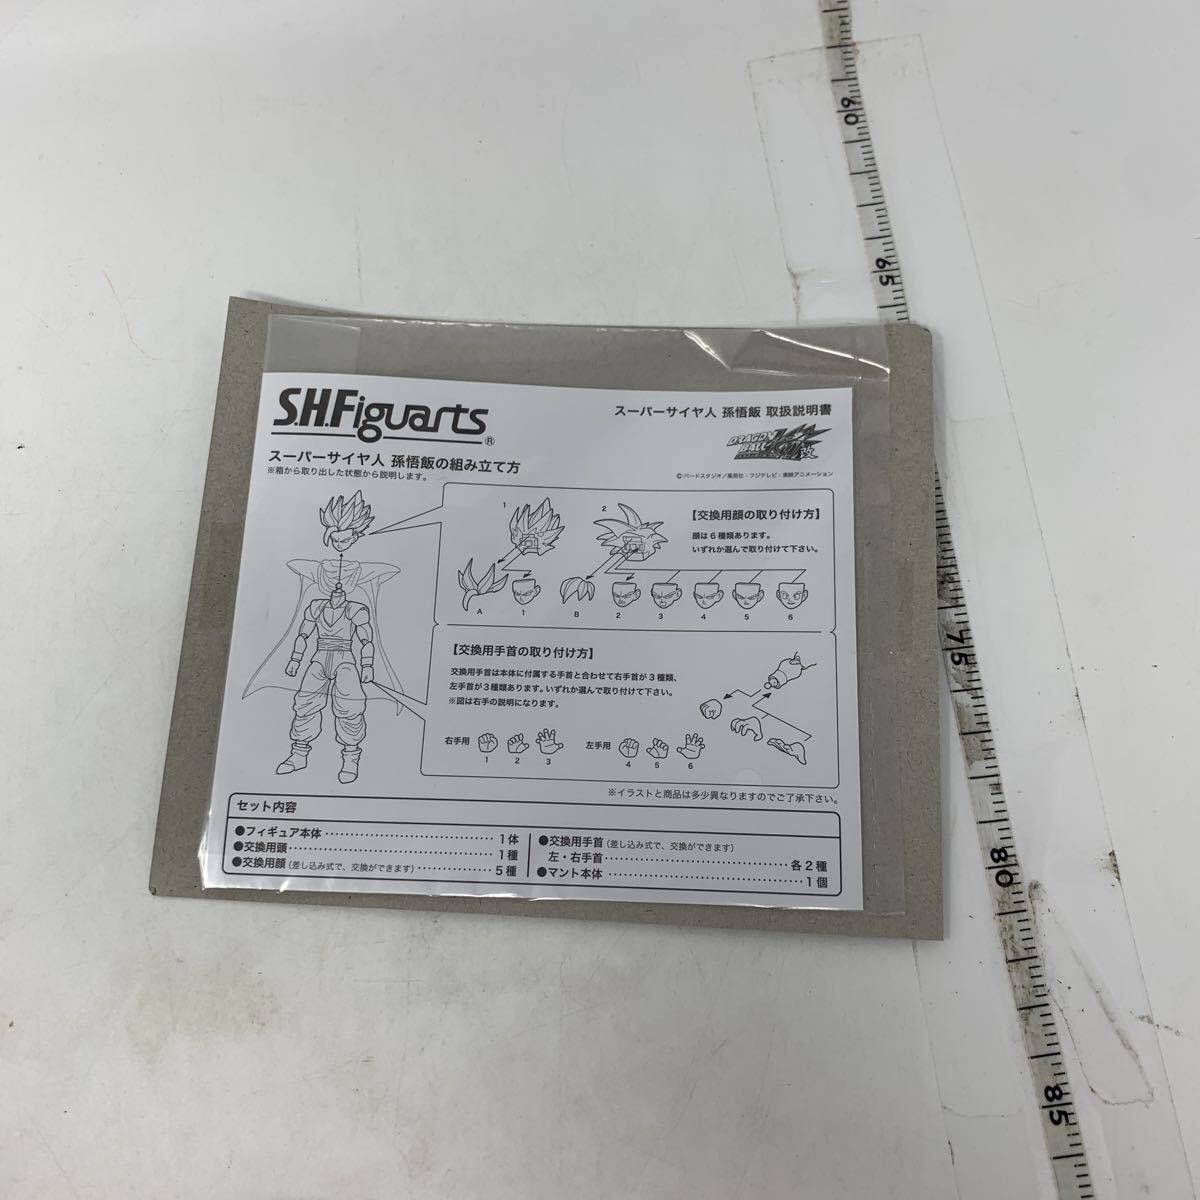 S.H.Figuarts®
スーパーサイヤ人 孫悟飯 取扱説明書
DRAGON BALL 改
©バードスタジオ/集英社・フジテレビ・東映アニメーション
スーパーサイヤ人 孫悟飯の組み立て方
※箱から取り出した状態から説明します。
1
2
【交換用顔の取り付け方】
顔は6種類あります。
いずれか選んで取り付けて下さい。
A
1
B
2
3
4
5
6
【交換用手首の取り付け方】
交換用手首は本体に付属する手首と合わせて右手首が3種類、
左手首が3種類あります。いずれか選んで取り付けて下さい。
※図は右手の説明になります。
右手用
1
2
3
左手用
4
5
6
※イラストと商品は多少異なりますのでご了承下さい。
セット内容
●フィギュア本体 1体
●交換用頭 1種
●交換用顔(差し込み式で、交換ができます) 5種
●交換用手首(差し込み式で、交換ができます)
左・右手首 各2種
●マント本体 1個
60
65
75
80
85